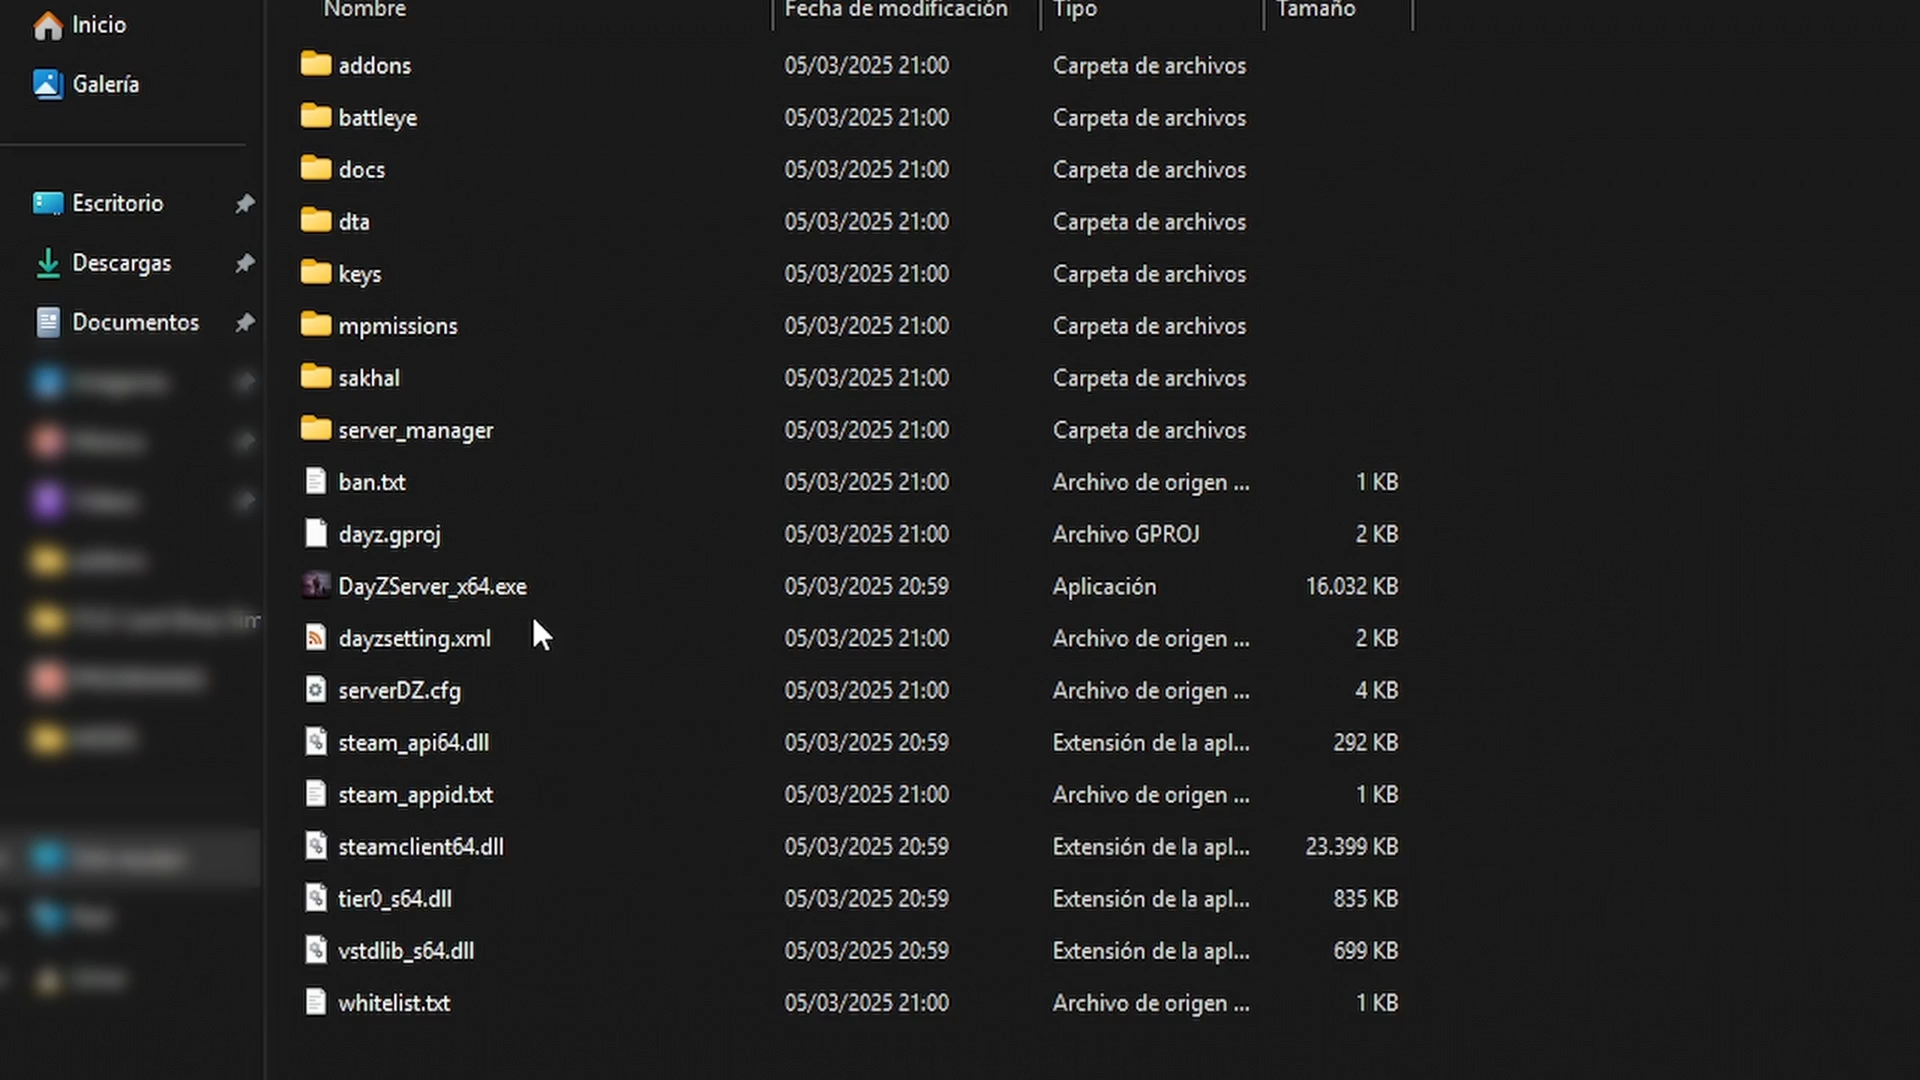 Nombre Fecha de modificación Tipo Tamaño
Inicio
Galería
Escritorio
Descargas
Documentos
addons 05/03/2025 21:00 Carpeta de archivos
battleye 05/03/2025 21:00 Carpeta de archivos
docs 05/03/2025 21:00 Carpeta de archivos
dta 05/03/2025 21:00 Carpeta de archivos
keys 05/03/2025 21:00 Carpeta de archivos
mpmissions 05/03/2025 21:00 Carpeta de archivos
sakhal 05/03/2025 21:00 Carpeta de archivos
server_manager 05/03/2025 21:00 Carpeta de archivos
ban.txt 05/03/2025 21:00 Archivo de origen ... 1 KB
dayz.gproj 05/03/2025 21:00 Archivo GPROJ 2 KB
DayZServer_x64.exe 05/03/2025 20:59 Aplicación 16.032 KB
dayzsetting.xml 05/03/2025 21:00 Archivo de origen ... 2 KB
serverDZ.cfg 05/03/2025 21:00 Archivo de origen ... 4 KB
steam_api64.dll 05/03/2025 20:59 Extensión de la apl... 292 KB
steam_appid.txt 05/03/2025 21:00 Archivo de origen ... 1 KB
steamclient64.dll 05/03/2025 20:59 Extensión de la apl... 23.399 KB
tier0_s64.dll 05/03/2025 20:59 Extensión de la apl... 835 KB
vstdlib_s64.dll 05/03/2025 20:59 Extensión de la apl... 699 KB
whitelist.txt 05/03/2025 21:00 Archivo de origen ... 1 KB